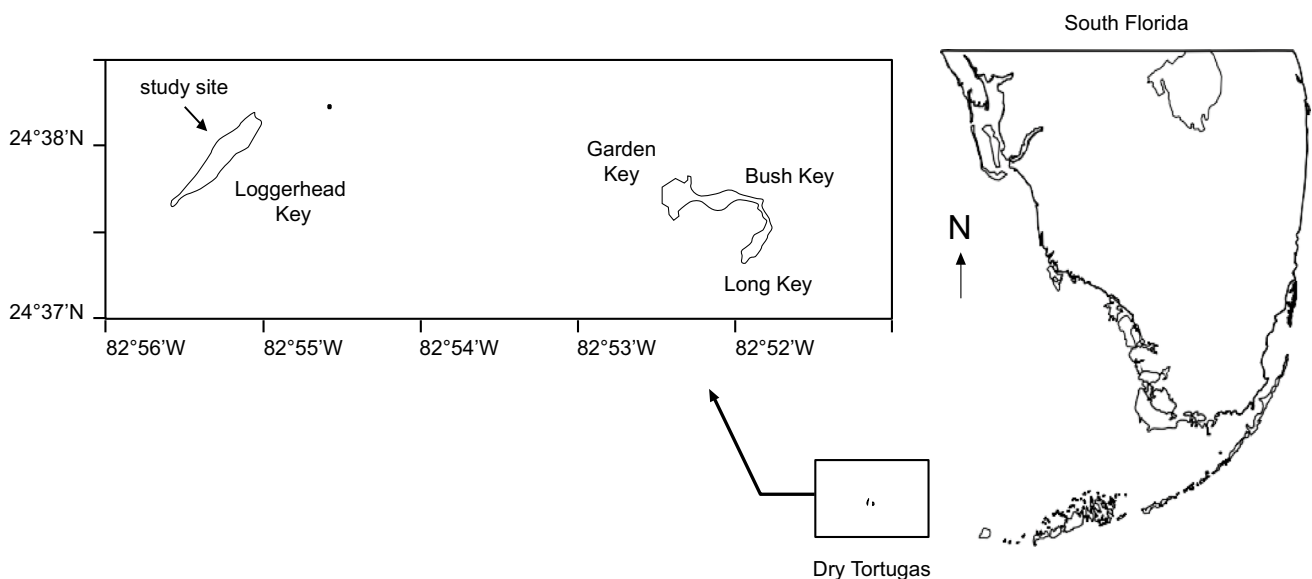 South Florida
study site
24°38'N
Garden
Key
Bush Key
Loggerhead
Key
N
Long Key
24°37'N
82°56'W
82°55'W
82°54'W
82°53'W
82°52'W
Dry Tortugas